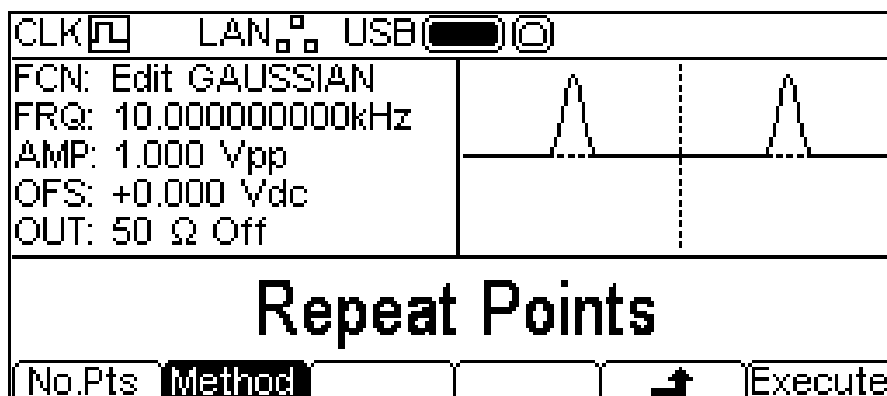 CLK LAN USB
FCN: Edit GAUSSIAN
FRQ: 10.000000000kHz
AMP: 1.000 Vpp
OFS: +0.000 Vdc
OUT: 50 Ω Off
Repeat Points
No.Pts Method Execute